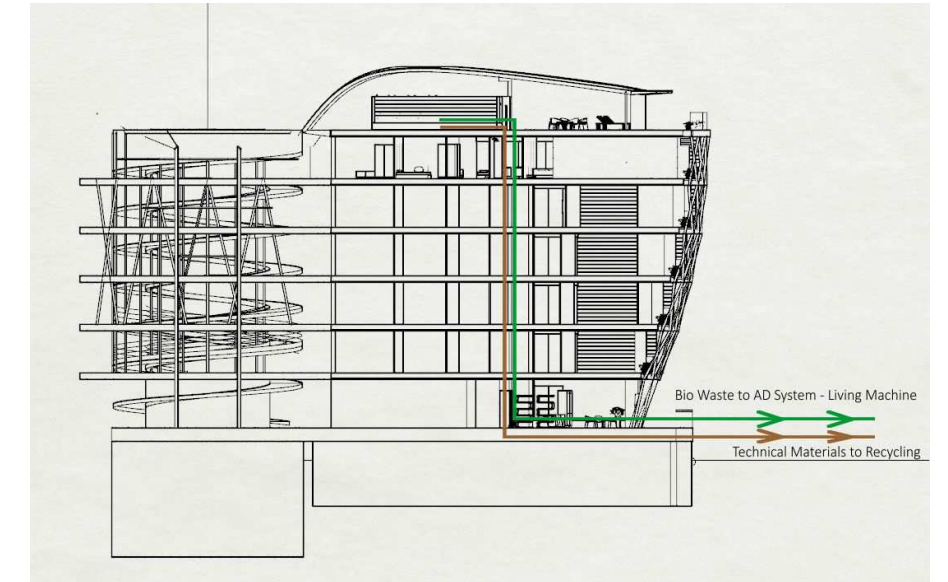 Bio Waste to AD System - Living Machine
Technical Materials to Recycling